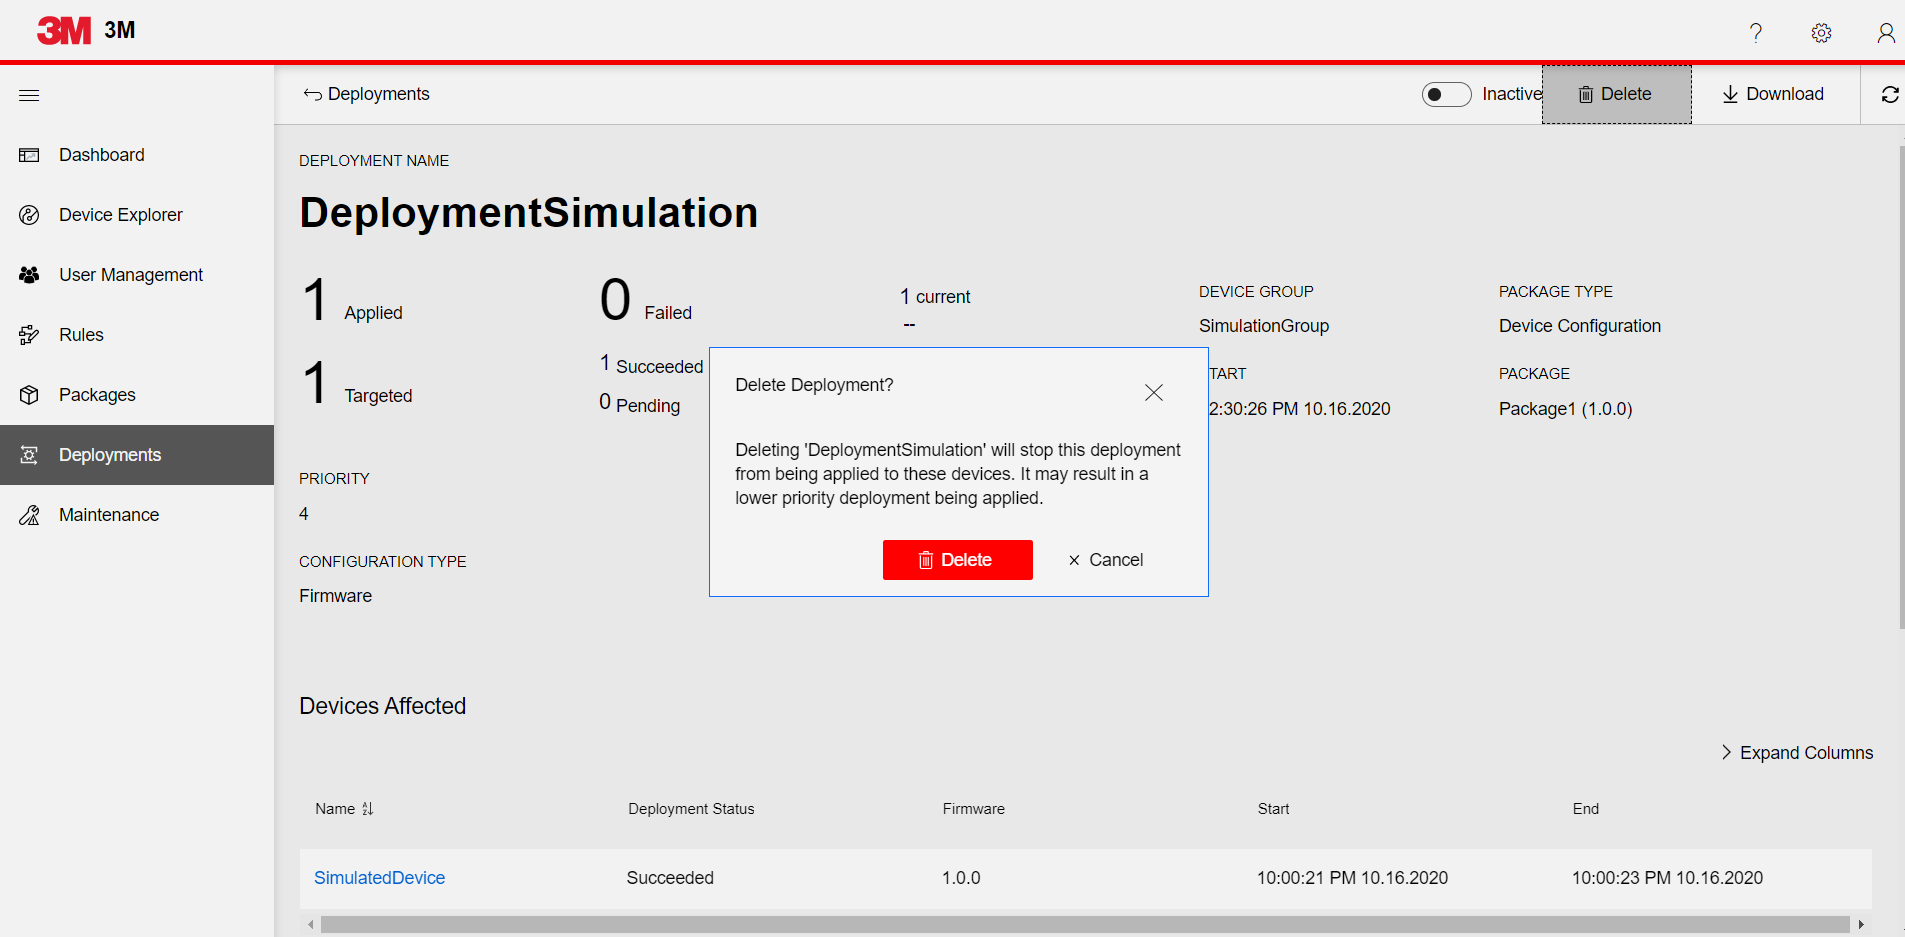 3M 3M
?
Deployments
Inactive
Delete
Download
Dashboard
Device Explorer
User Management
Rules
Packages
Deployments
Maintenance
DEPLOYMENT NAME
DeploymentSimulation
1 Applied
0 Failed
1 current
--
1 Targeted
1 Succeeded
0 Pending
DEVICE GROUP
SimulationGroup
PACKAGE TYPE
Device Configuration
TART
2:30:26 PM 10.16.2020
PACKAGE
Package1 (1.0.0)
PRIORITY
4
CONFIGURATION TYPE
Firmware
Delete Deployment?
Deleting 'DeploymentSimulation' will stop this deployment
from being applied to these devices. It may result in a
lower priority deployment being applied.
Delete
Cancel
Devices Affected
Expand Columns
Name Deployment Status Firmware Start End
SimulatedDevice Succeeded 1.0.0 10:00:21 PM 10.16.2020 10:00:23 PM 10.16.2020